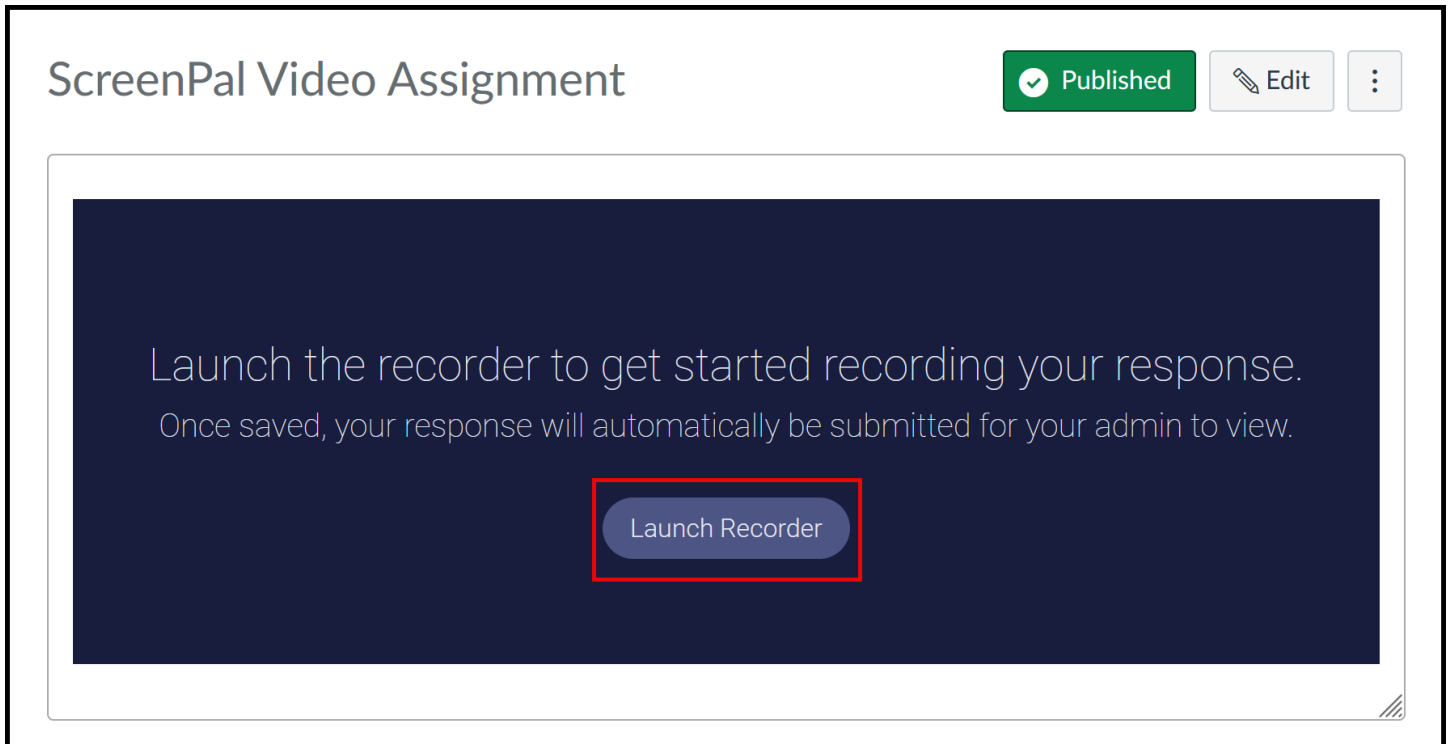 ScreenPal Video Assignment
Published
Edit
Launch the recorder to get started recording your response.
Once saved, your response will automatically be submitted for your admin to view.
Launch Recorder